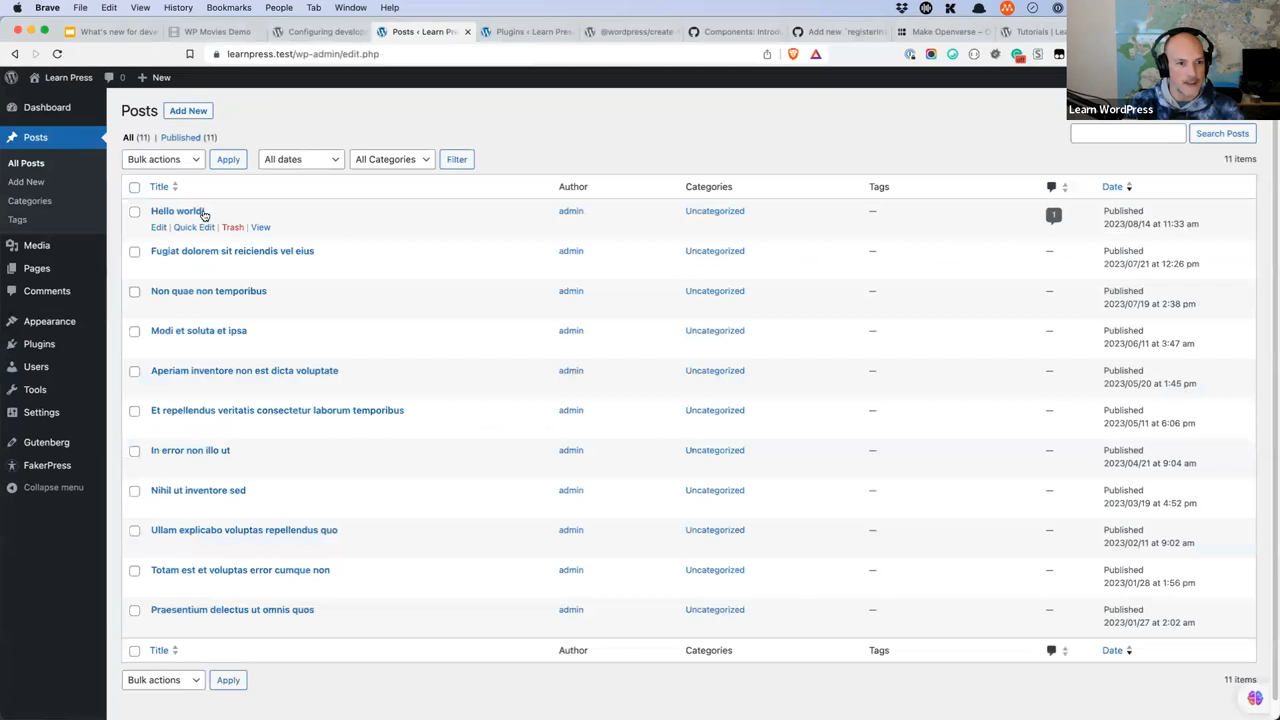 Brave File Edit View History Bookmarks People Tab Window Help
What's new for deve WP Movies Demo Configuring develop Posts ‹ Learn Pre Plugins ‹ Learn Pres @wordpress/create Components: Introd Add new `registerin Make Openverse – O Tutorials | Lea
learnpress.test/wp-admin/edit.php
Learn Press 0 New
Learn WordPress
Dashboard
Posts
All Posts
Add New
Categories
Tags
Media
Pages
Comments
Appearance
Plugins
Users
Tools
Settings
Gutenberg
FakerPress
Collapse menu
Posts Add New
All (11) | Published (11)
Search Posts
Bulk actions Apply All dates All Categories Filter
11 items
Title Author Categories Tags Date
Hello world! admin Uncategorized — 1 Published
Edit | Quick Edit | Trash | View 2023/08/14 at 11:33 am
Fugiat dolorem sit reiciendis vel eius admin Uncategorized — — Published
2023/07/21 at 12:26 pm
Non quae non temporibus admin Uncategorized — — Published
2023/07/19 at 2:38 pm
Modi et soluta et ipsa admin Uncategorized — — Published
2023/06/11 at 3:47 am
Aperiam inventore non est dicta voluptate admin Uncategorized — — Published
2023/05/20 at 1:45 pm
Et repellendus veritatis consectetur laborum temporibus admin Uncategorized — — Published
2023/05/11 at 6:06 pm
In error non illo ut admin Uncategorized — — Published
2023/04/21 at 9:04 am
Nihil ut inventore sed admin Uncategorized — — Published
2023/03/19 at 4:52 pm
Ullam explicabo voluptas repellendus quo admin Uncategorized — — Published
2023/02/11 at 9:02 am
Totam est et voluptas error cumque non admin Uncategorized — — Published
2023/01/28 at 1:56 pm
Praesentium delectus ut omnis quos admin Uncategorized — — Published
2023/01/27 at 2:02 am
Title Author Categories Tags Date
Bulk actions Apply
11 items